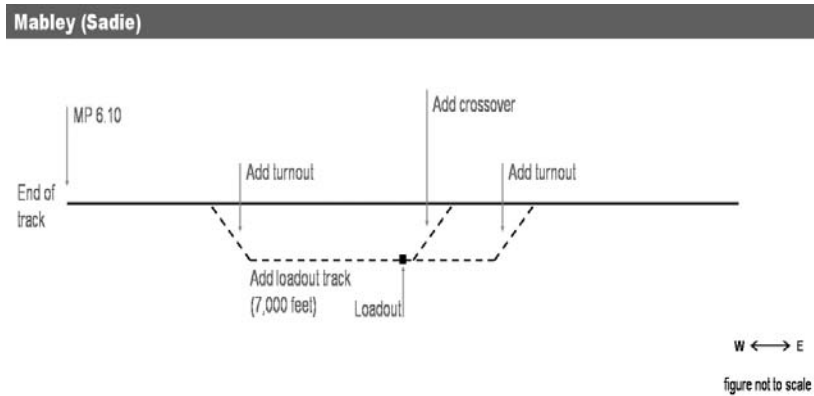 Mabley (Sadie)
MP 6.10
Add crossover
Add turnout
Add turnout
End of
track
Add loadout track
(7,000 feet)
Loadout
W E
figure not to scale